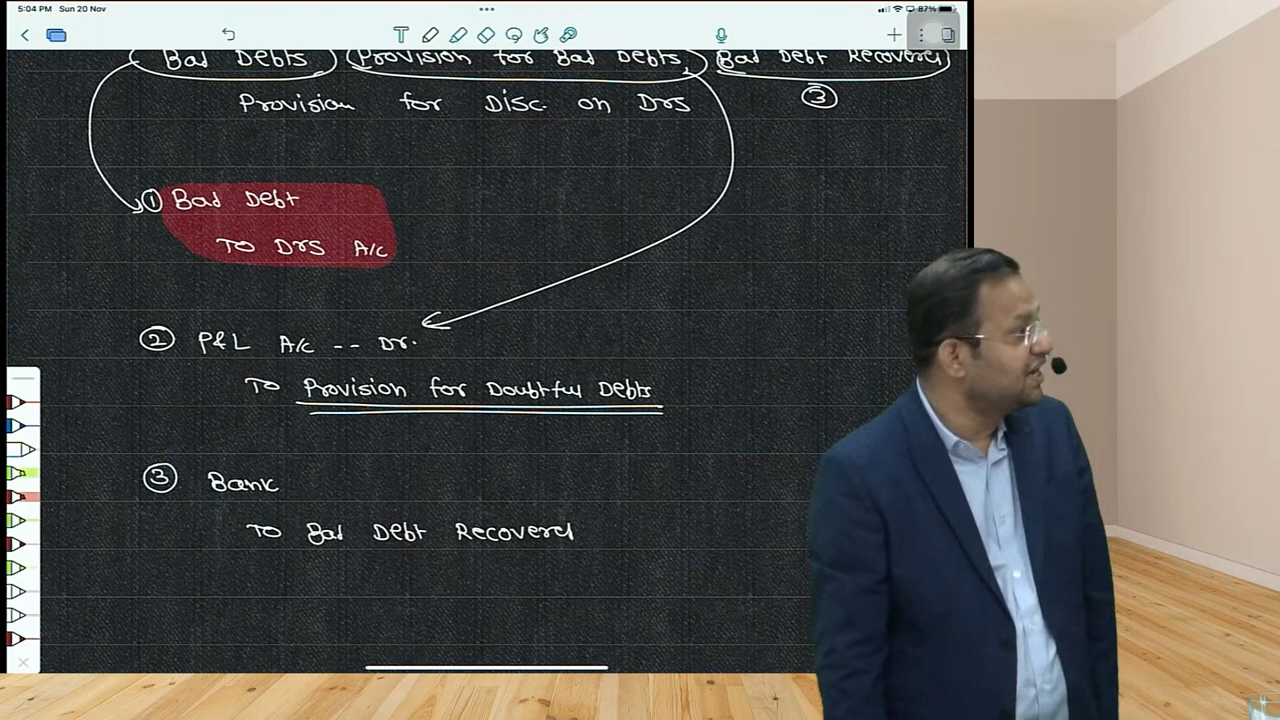 5:04 PM Sun 20 Nov
87%
Bad Debts Provision for Bad Debts, Bad Debt Recovered
Provision for Disc. on Drs
3
1 Bad Debt
To Drs A/c
2 P&L A/c -- Dr.
To Provision for Doubtful Debts
3 Bank
To Bad Debt Recovered